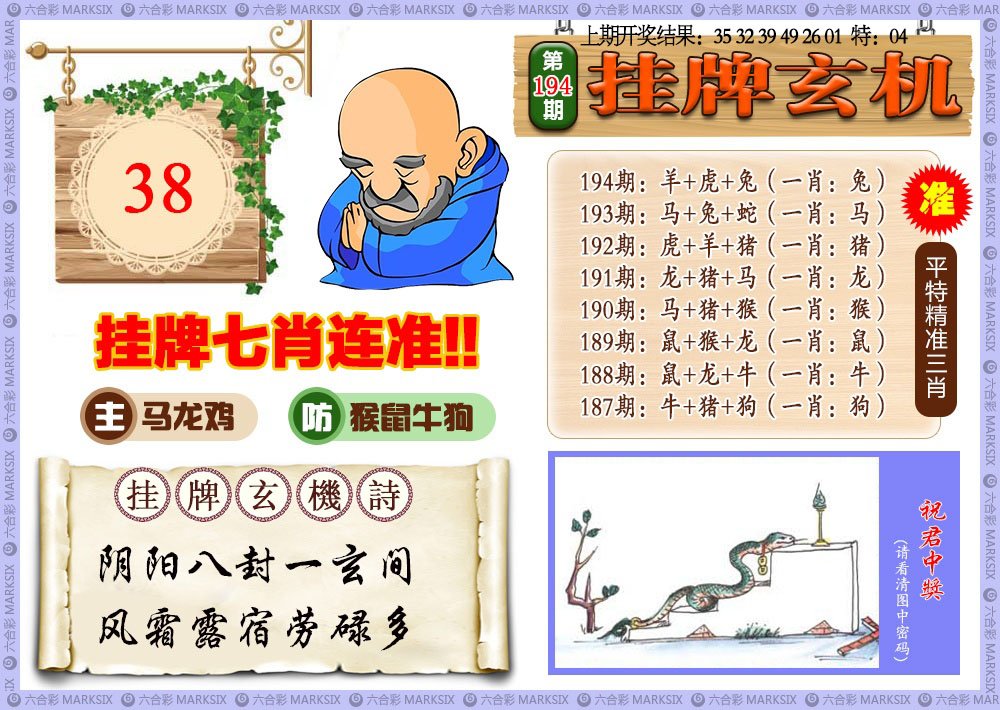 六合彩 MARKSIX
38
上期开奖结果：35 32 39 49 26 01 特：04
第194期
挂牌玄机
194期：羊+虎+兔（一肖：兔）
193期：马+兔+蛇（一肖：马）
192期：虎+羊+猪（一肖：猪）
191期：龙+猪+马（一肖：龙）
190期：马+猪+猴（一肖：猴）
189期：鼠+猴+龙（一肖：鼠）
188期：鼠+龙+牛（一肖：牛）
187期：牛+猪+狗（一肖：狗）
准
平特精准三肖
挂牌七肖连准!!
主 马龙鸡
防 猴鼠牛狗
挂牌玄機詩
阴阳八封一玄间
风霜露宿劳碌多
祝君中獎
（请看清图中密码）